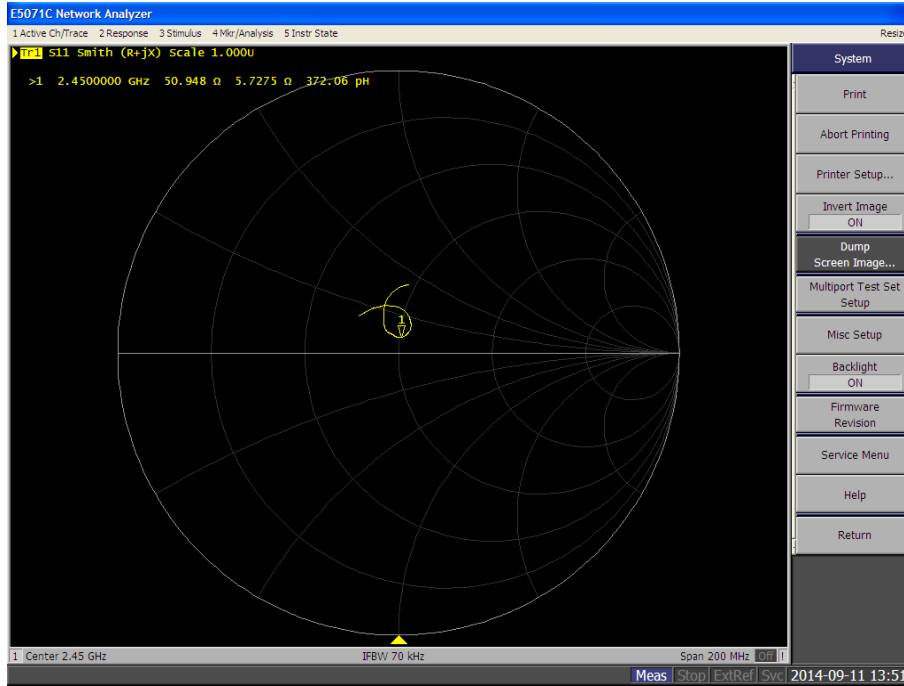 E5071C Network Analyzer
1 Active Ch/Trace 2 Response 3 Stimulus 4 Mkr/Analysis 5 Instr State
Resize
Tr1 S11 Smith (R+jX) Scale 1.000U
>1 2.4500000 GHz 50.948 Ω 5.7275 Ω 372.06 pH
1
System
Print
Abort Printing
Printer Setup...
Invert Image
ON
Dump
Screen Image...
Multiport Test Set
Setup
Misc Setup
Backlight
ON
Firmware
Revision
Service Menu
Help
Return
1 Center 2.45 GHz IFBW 70 kHz Span 200 MHz Off !
Meas Stop ExtRef Svc 2014-09-11 13:51